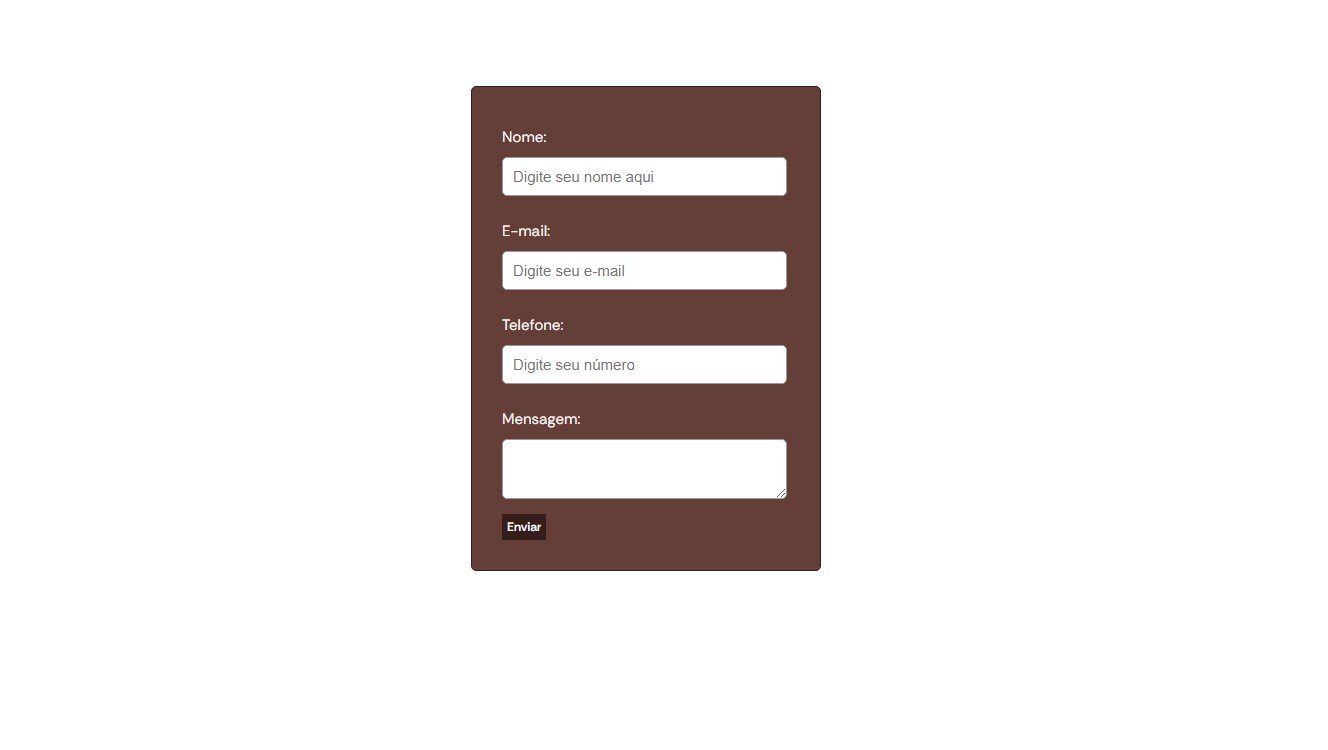 Nome:
Digite seu nome aqui
E-mail:
Digite seu e-mail
Telefone:
Digite seu número
Mensagem:
Enviar